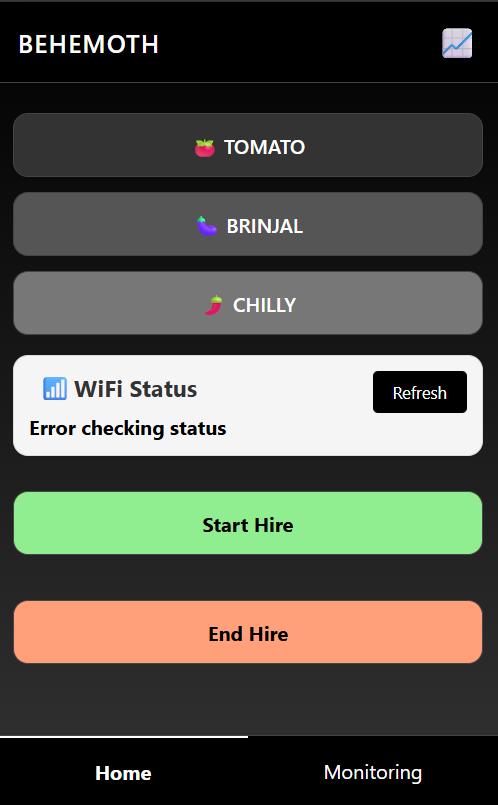 BEHEMOTH
TOMATO
BRINJAL
CHILLY
WiFi Status
Refresh
Error checking status
Start Hire
End Hire
Home
Monitoring